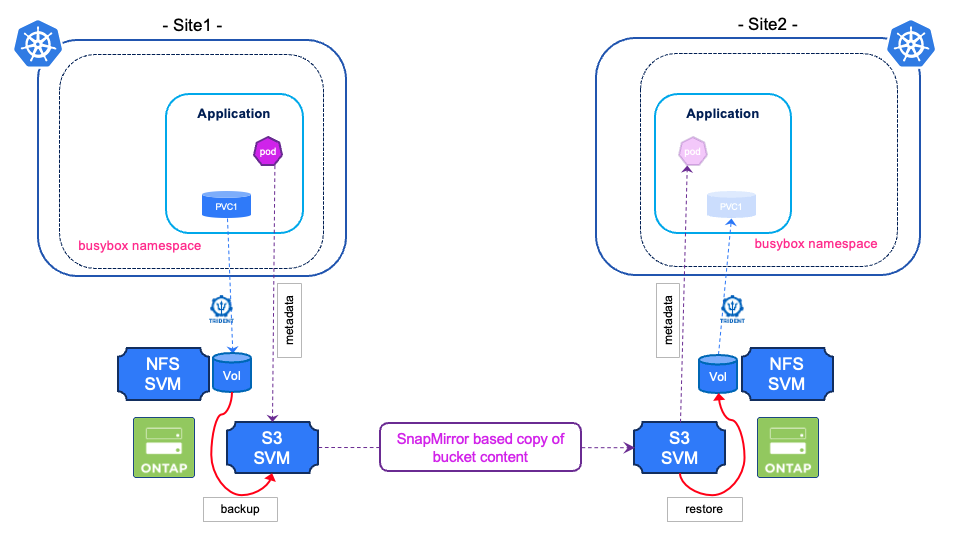 - Site1 -
- Site2 -
Application
pod
PVC1
busybox namespace
Application
pod
PVC1
busybox namespace
TRIDENT
metadata
metadata
TRIDENT
NFS
SVM
Vol
Vol
NFS
SVM
ONTAP
S3
SVM
SnapMirror based copy of
bucket content
S3
SVM
ONTAP
backup
restore